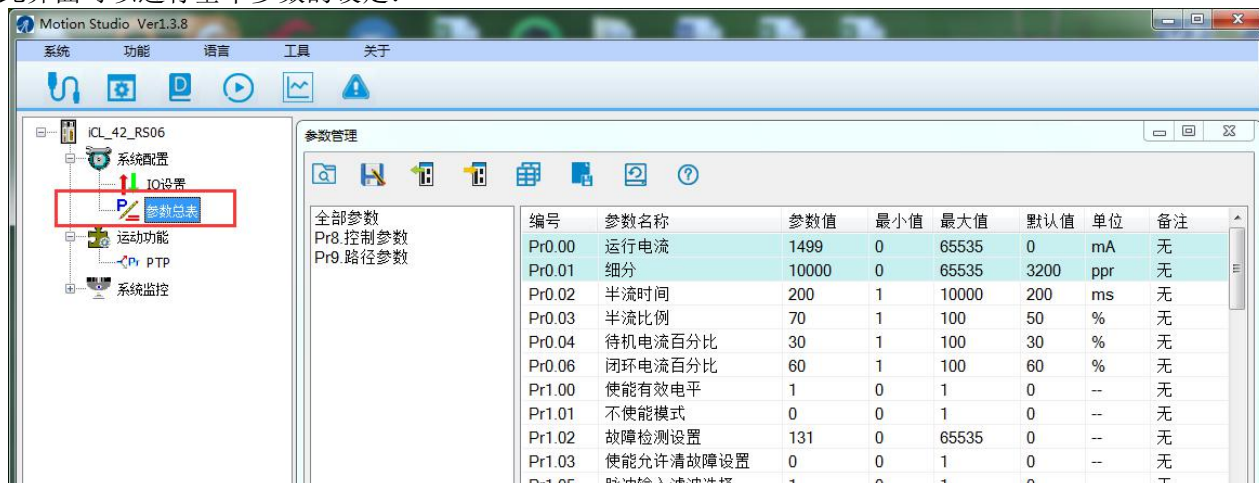 Motion Studio Ver1.3.8
系统 功能 语言 工具 关于
iCL_42_RS06
系统配置
IO设置
参数总表
运动功能
PTP
系统监控
参数管理
全部参数
Pr8.控制参数
Pr9.路径参数
编号 参数名称 参数值 最小值 最大值 默认值 单位 备注
Pr0.00 运行电流 1499 0 65535 0 mA 无
Pr0.01 细分 10000 0 65535 3200 ppr 无
Pr0.02 半流时间 200 1 10000 200 ms 无
Pr0.03 半流比例 70 1 100 50 % 无
Pr0.04 待机电流百分比 30 1 100 30 % 无
Pr0.06 闭环电流百分比 60 1 100 60 % 无
Pr1.00 使能有效电平 1 0 1 0 -- 无
Pr1.01 不使能模式 0 0 1 0 -- 无
Pr1.02 故障检测设置 131 0 65535 0 -- 无
Pr1.03 使能允许清故障设置 0 0 1 0 -- 无